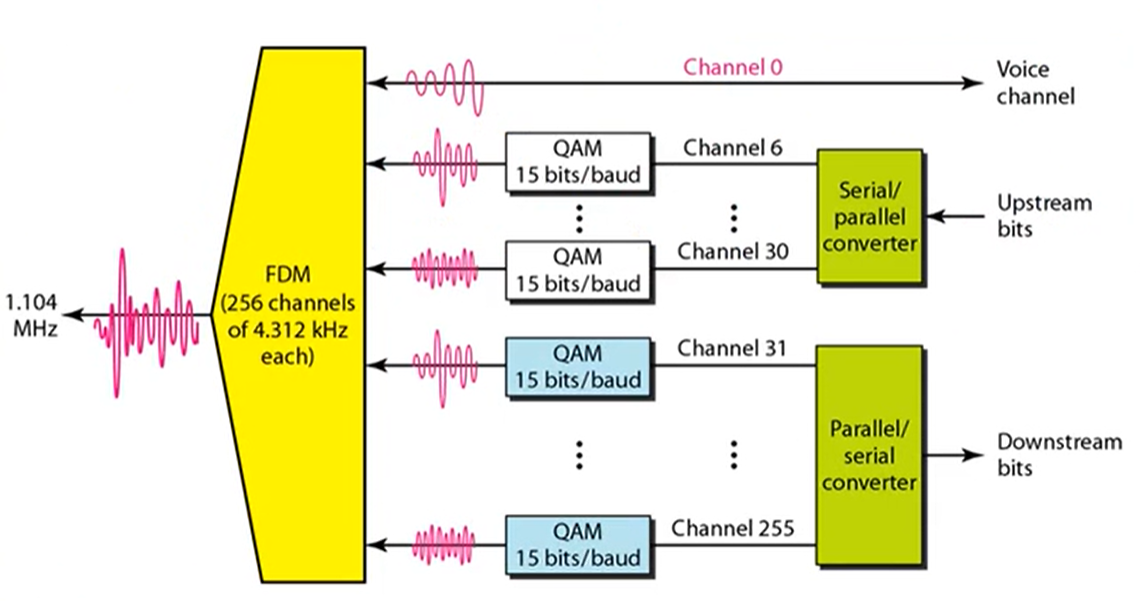 Channel 0
Voice
channel
QAM
15 bits/baud
Channel 6
Serial/
parallel
converter
Upstream
bits
QAM
15 bits/baud
Channel 30
1.104
MHz
FDM
(256 channels
of 4.312 kHz
each)
QAM
15 bits/baud
Channel 31
Parallel/
serial
converter
Downstream
bits
QAM
15 bits/baud
Channel 255